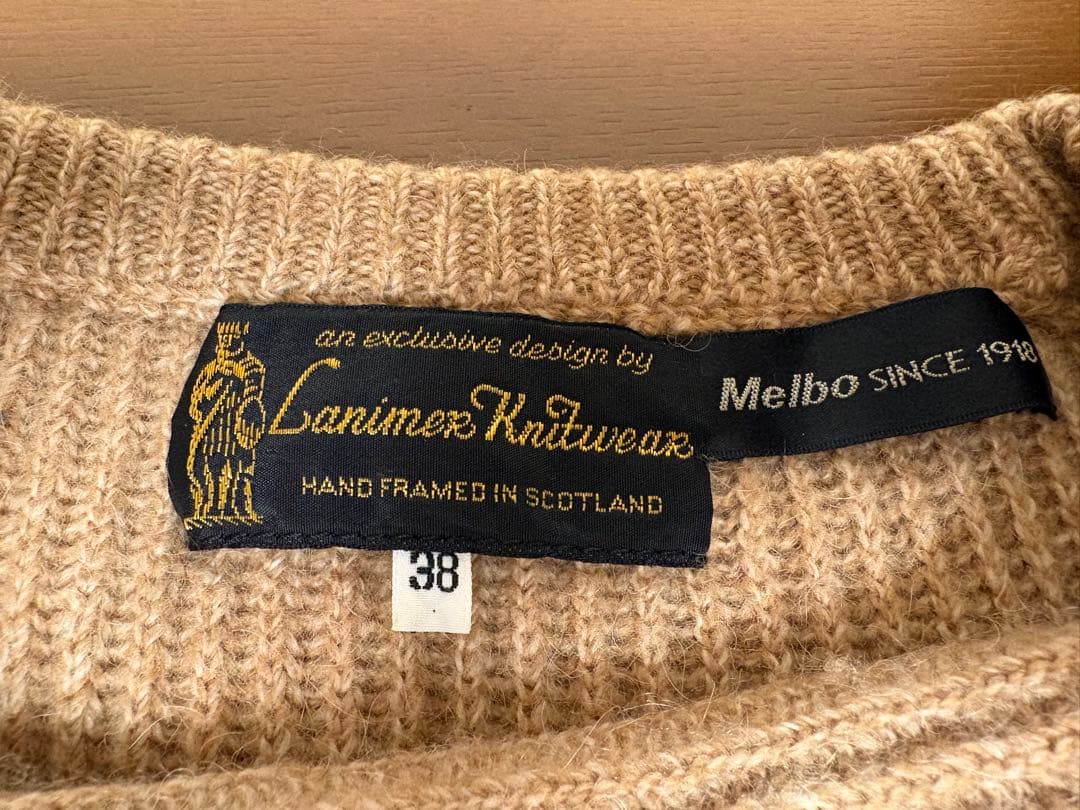 an exclusive design by
Lanimer Knitwear
HAND FRAMED IN SCOTLAND
Melbo SINCE 1918
38